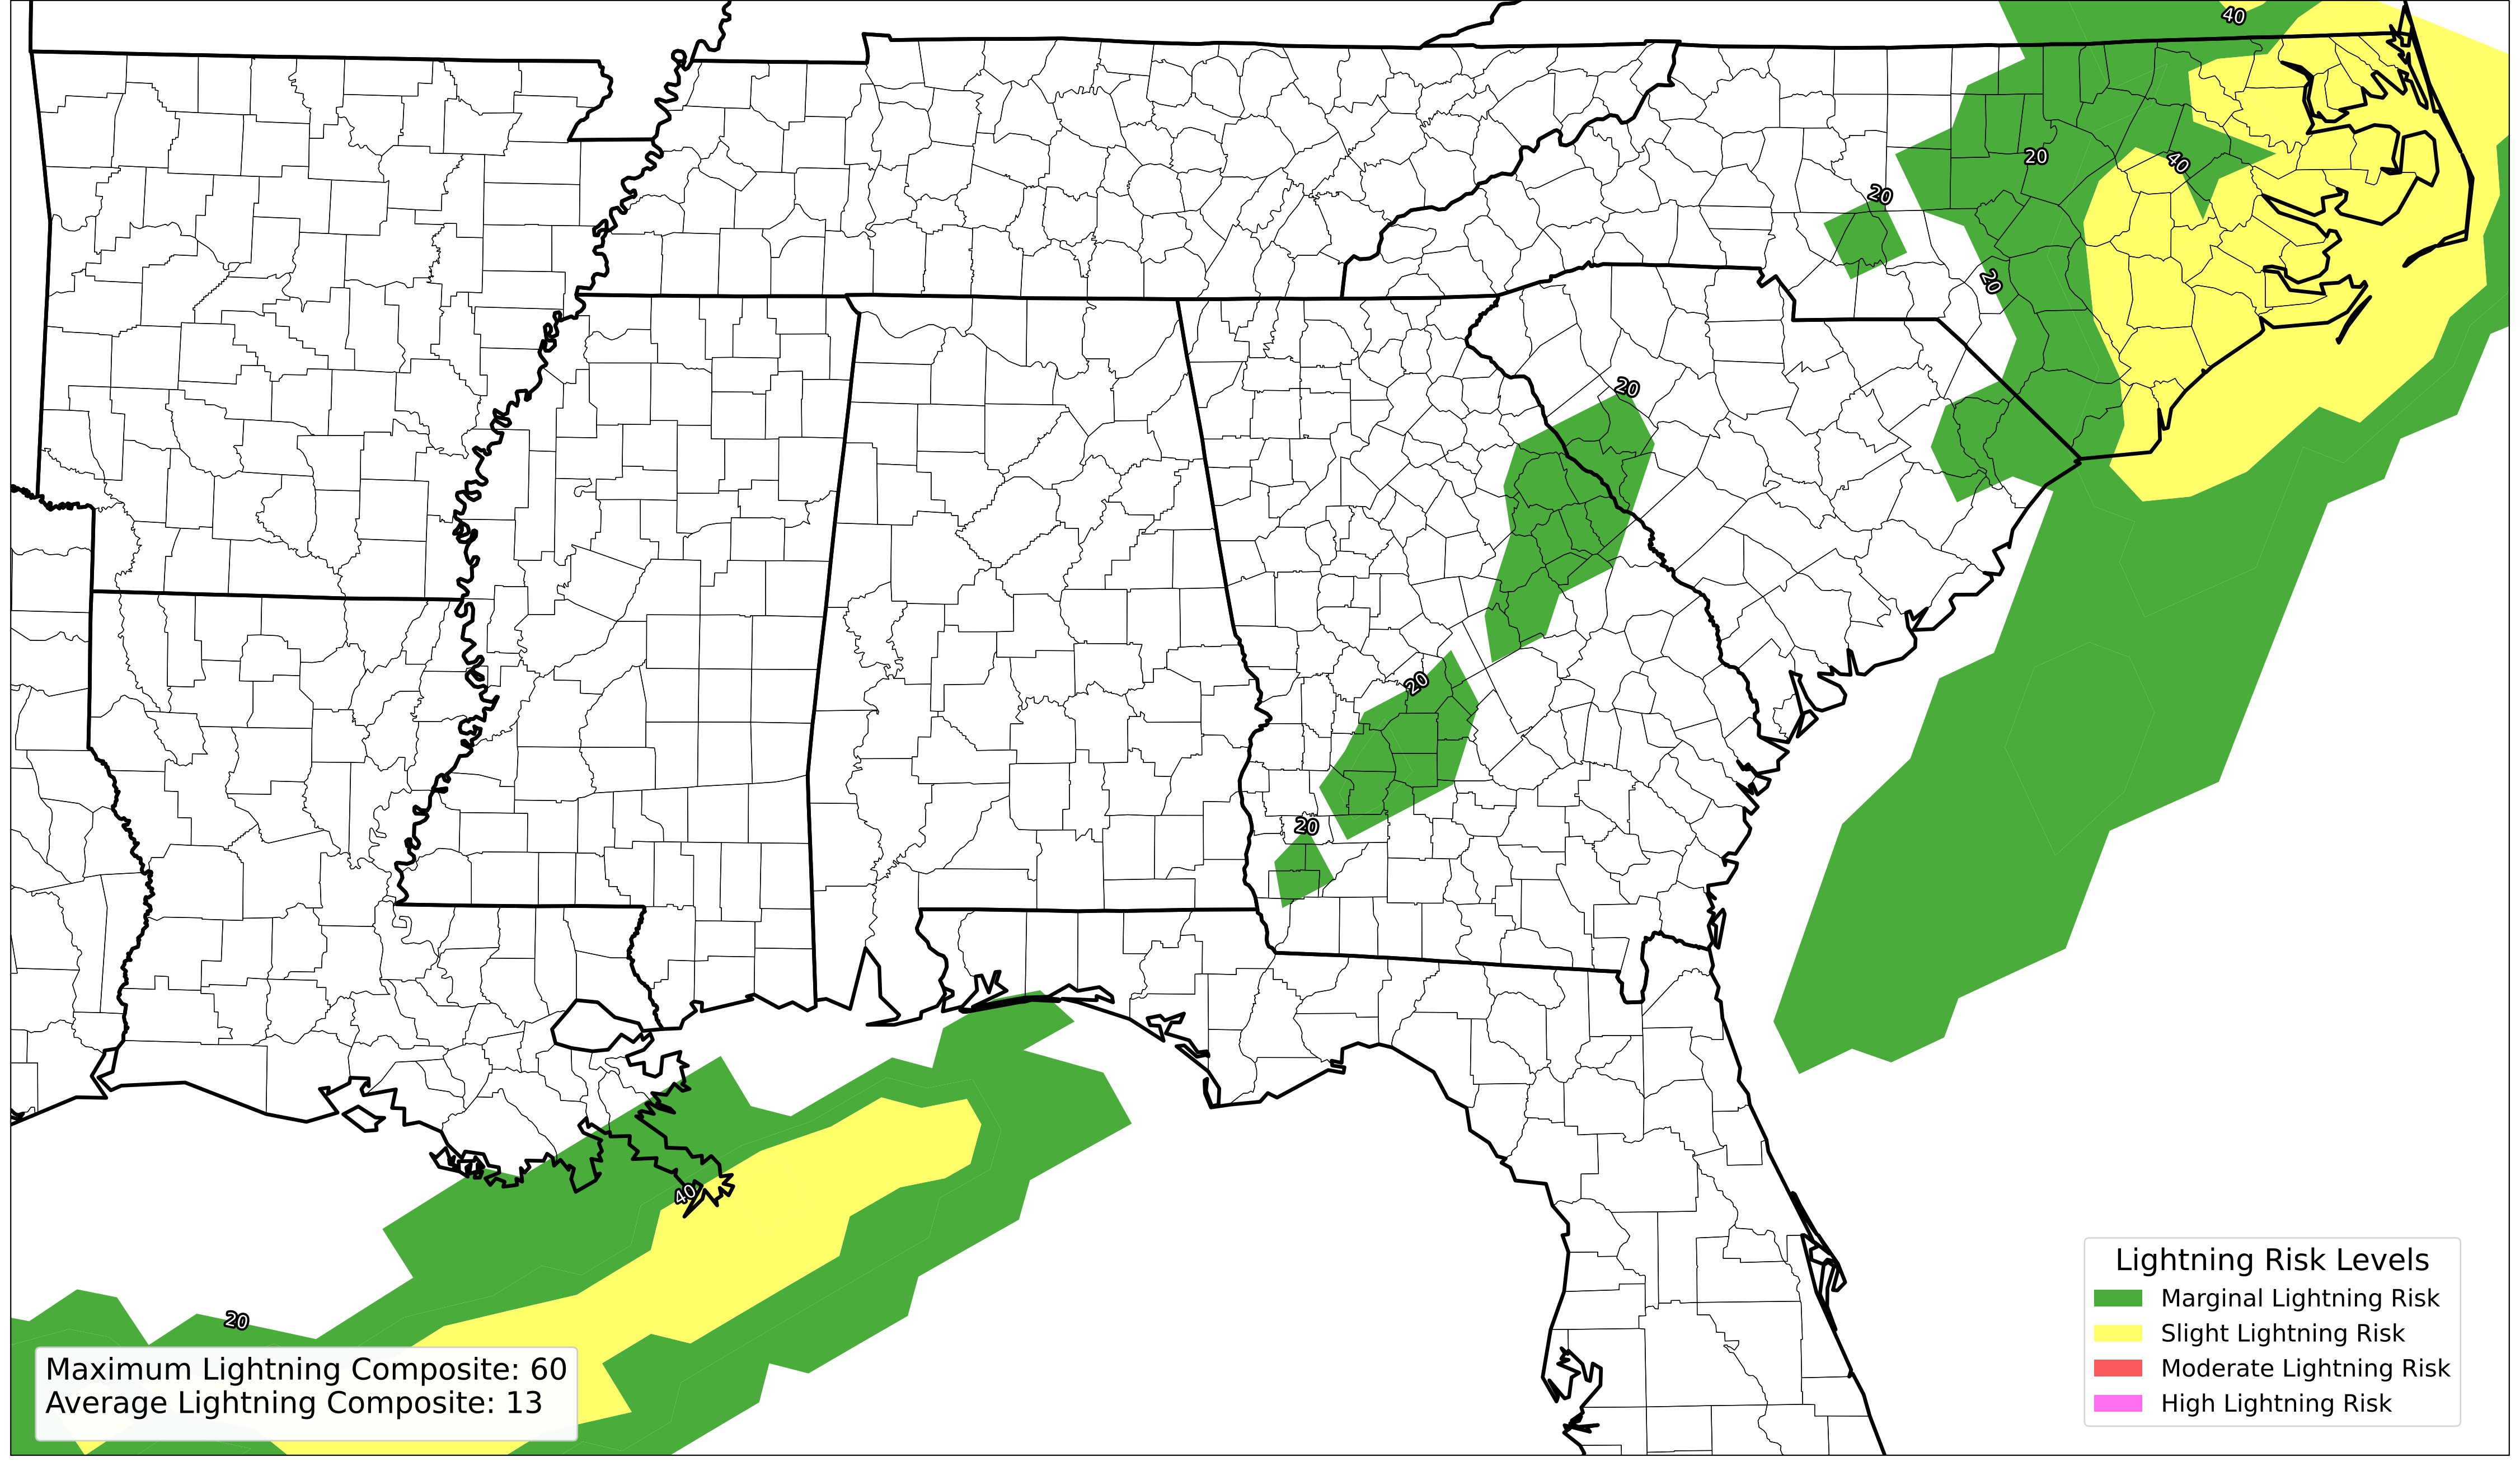 40
20
40
20
20
20
20
20
40
20
Maximum Lightning Composite: 60
Average Lightning Composite: 13
Lightning Risk Levels
Marginal Lightning Risk
Slight Lightning Risk
Moderate Lightning Risk
High Lightning Risk